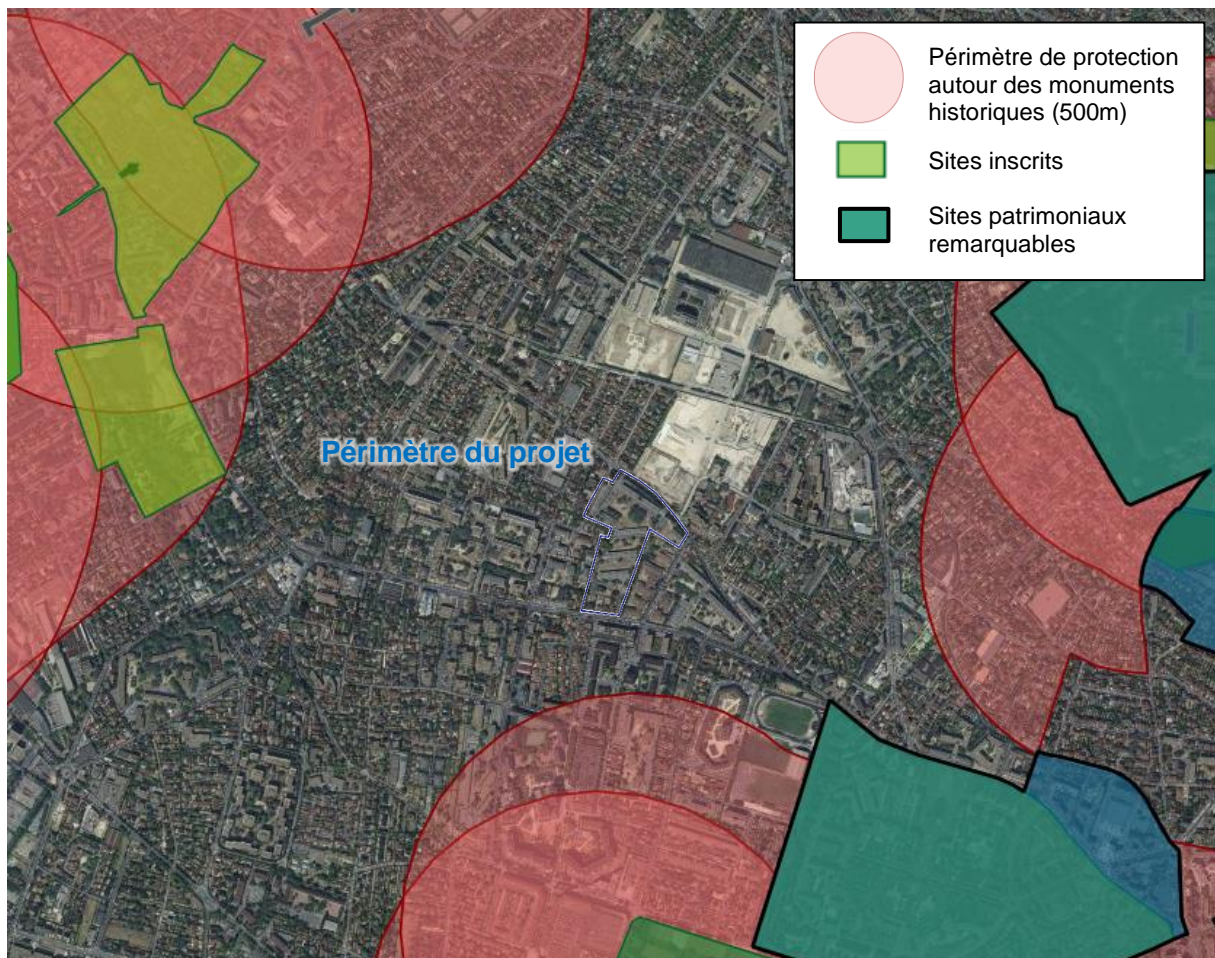 Périmètre de protection
autour des monuments
historiques (500m)
Sites inscrits
Sites patrimoniaux
remarquables
Périmètre du projet